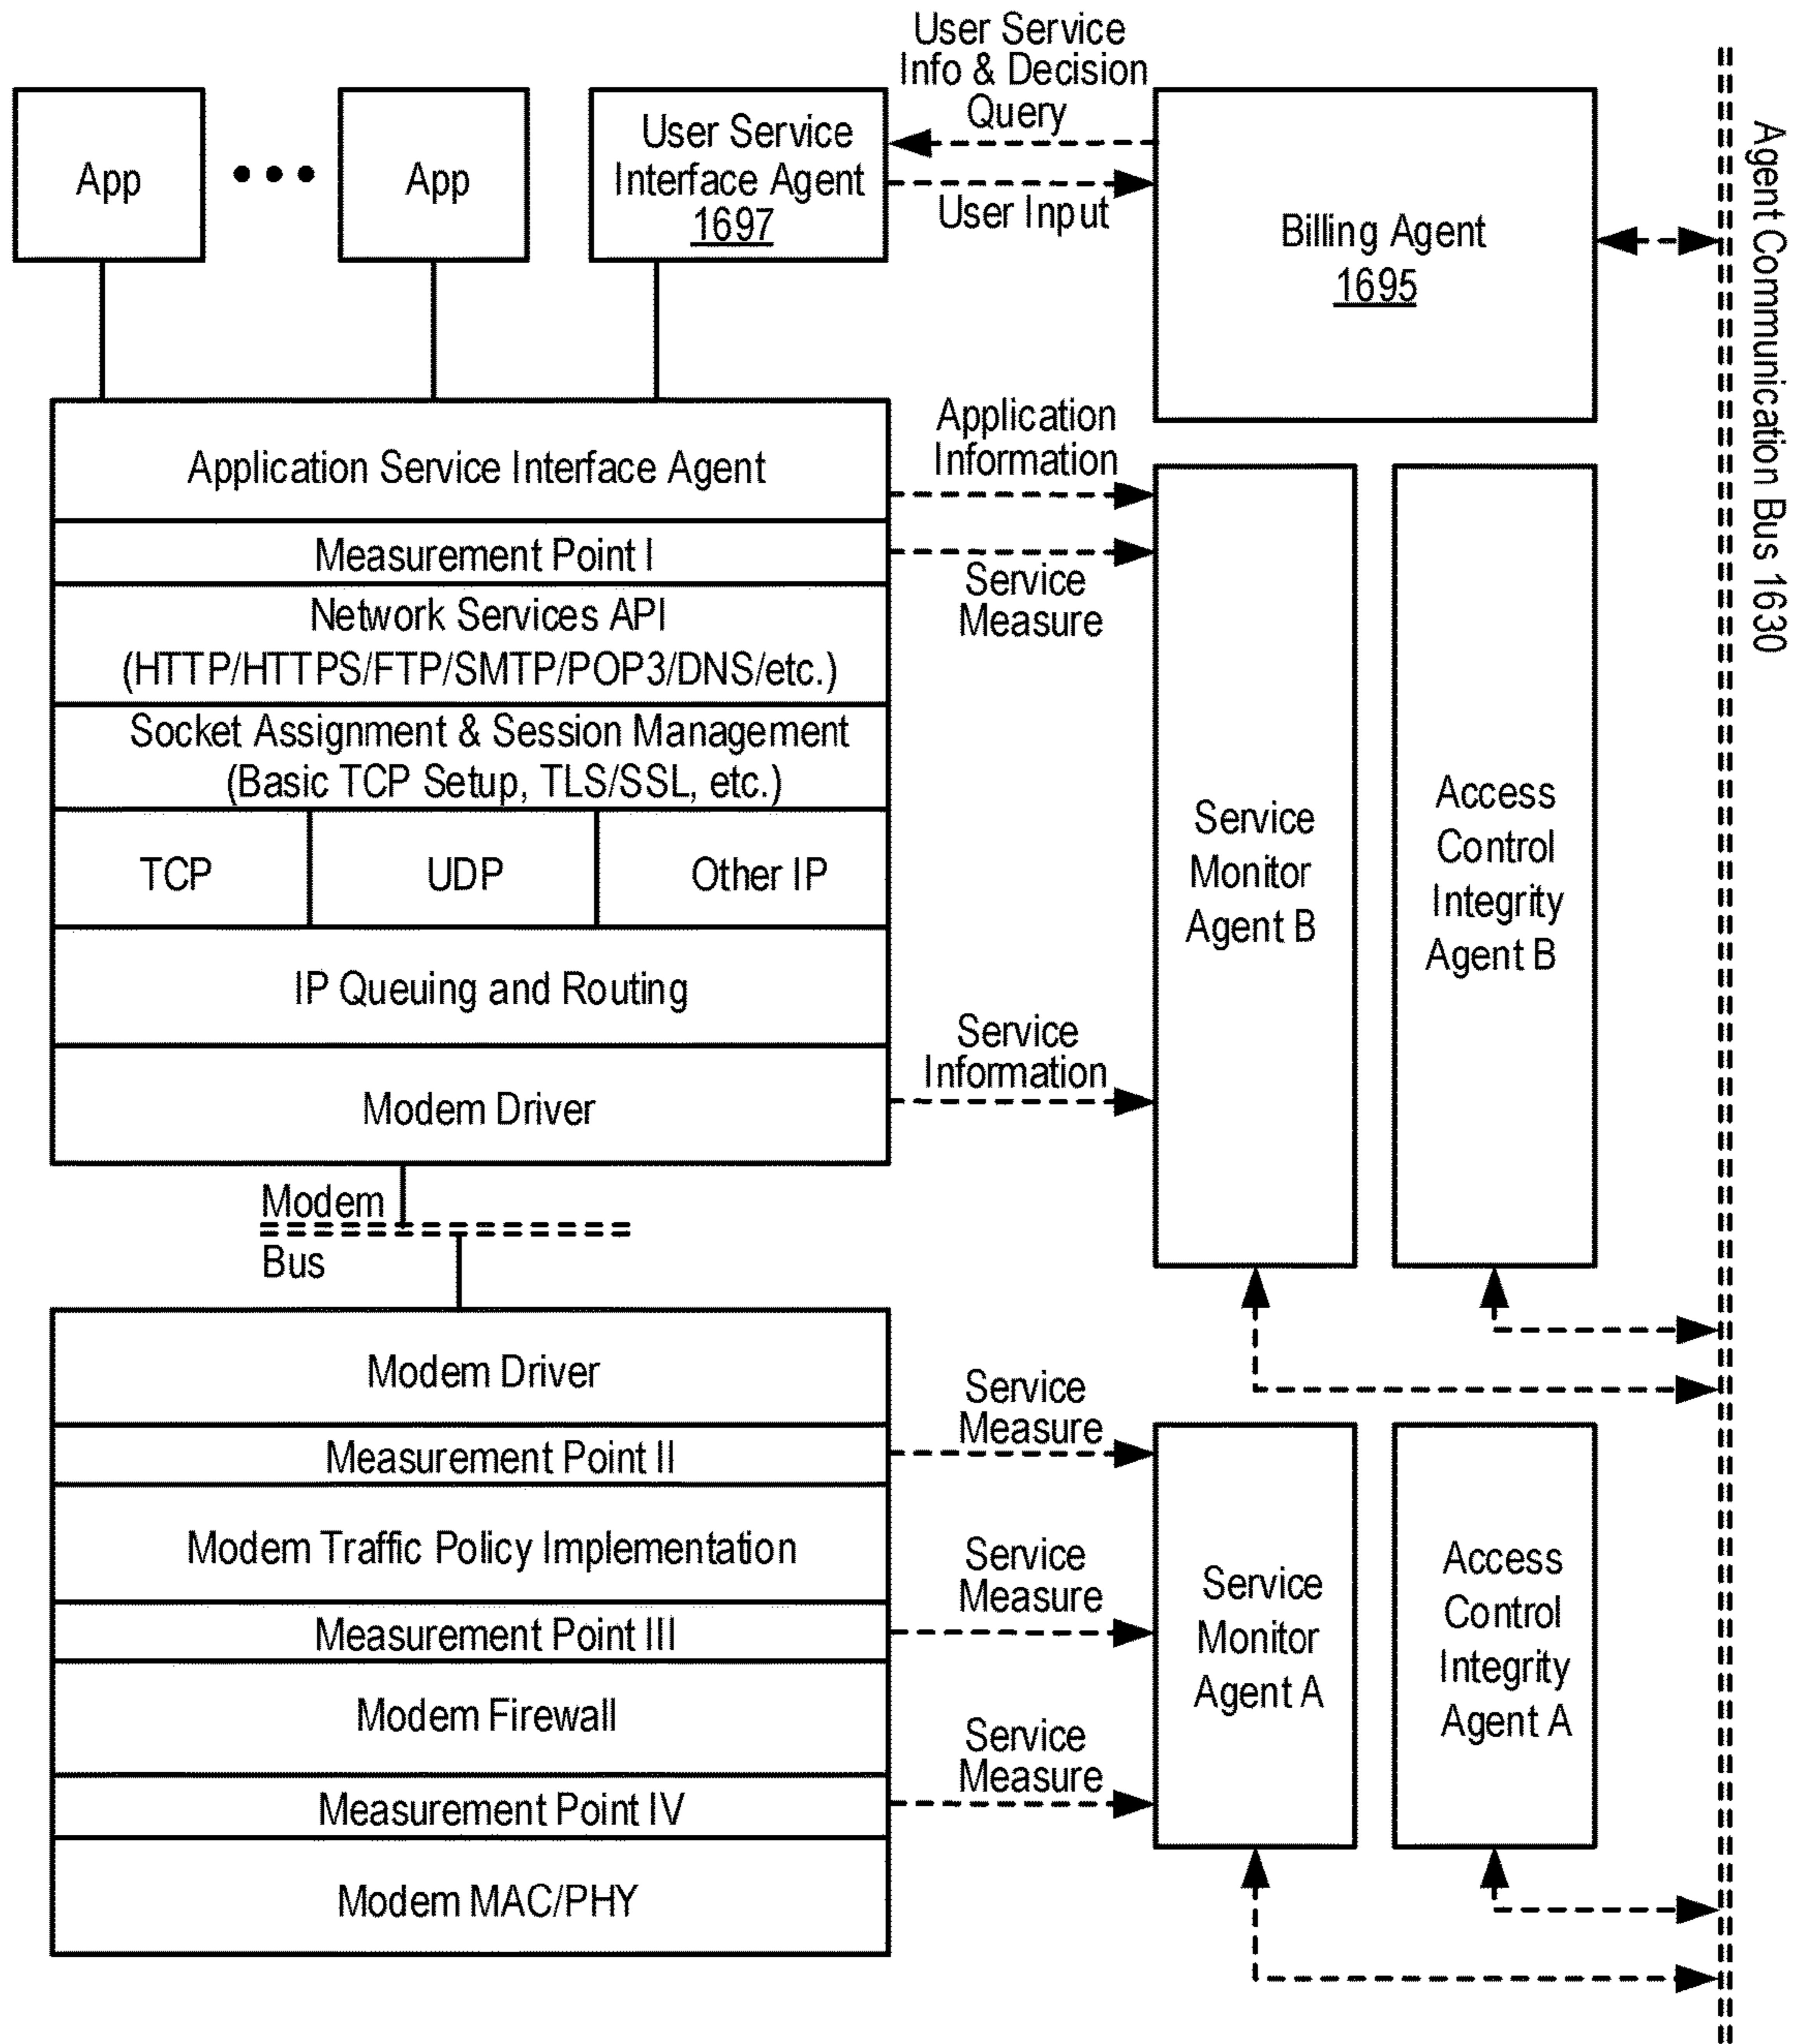 User Service
Info & Decision
Query
App
App
User Service
Interface Agent
1697
User Input
Billing Agent
1695
Agent Communication Bus 1630
Application Service Interface Agent
Application
Information
Measurement Point I
Service
Measure
Network Services API
(HTTP/HTTPS/FTP/SMTP/POP3/DNS/etc.)
Socket Assignment & Session Management
(Basic TCP Setup, TLS/SSL, etc.)
TCP
UDP
Other IP
Service
Monitor
Agent B
Access
Control
Integrity
Agent B
IP Queuing and Routing
Service
Information
Modem Driver
Modem
Bus
Modem Driver
Service
Measure
Measurement Point II
Modem Traffic Policy Implementation
Service
Measure
Measurement Point III
Service
Monitor
Agent A
Access
Control
Integrity
Agent A
Modem Firewall
Service
Measure
Measurement Point IV
Modem MAC/PHY